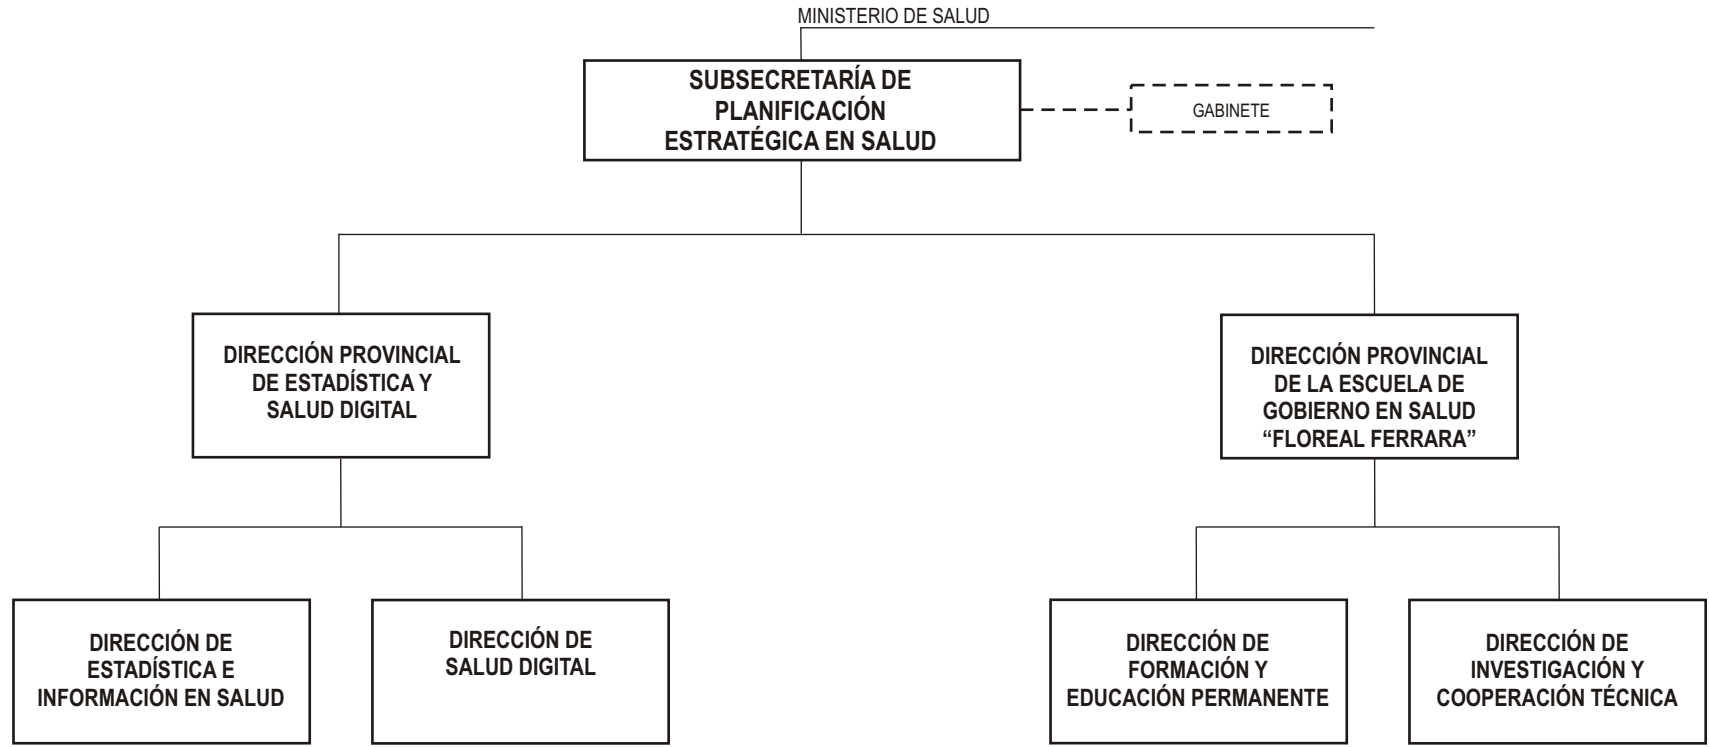 MINISTERIO DE SALUD
SUBSECRETARÍA DE
PLANIFICACIÓN
ESTRATÉGICA EN SALUD
GABINETE
DIRECCIÓN PROVINCIAL
DE ESTADÍSTICA Y
SALUD DIGITAL
DIRECCIÓN PROVINCIAL
DE LA ESCUELA DE
GOBIERNO EN SALUD
“FLOREAL FERRARA”
DIRECCIÓN DE
ESTADÍSTICA E
INFORMACIÓN EN SALUD
DIRECCIÓN DE
SALUD DIGITAL
DIRECCIÓN DE
FORMACIÓN Y
EDUCACIÓN PERMANENTE
DIRECCIÓN DE
INVESTIGACIÓN Y
COOPERACIÓN TÉCNICA